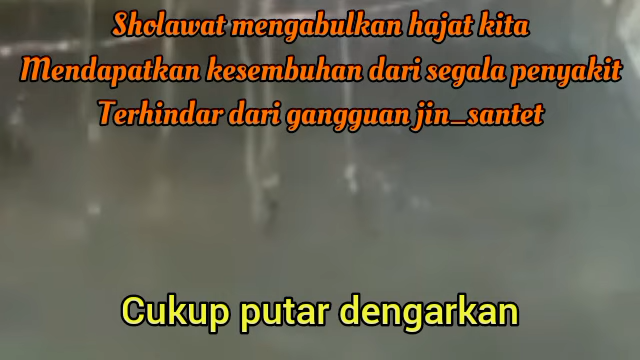 Sholawat mengabulkan hajat kita
Mendapatkan kesembuhan dari segala penyakit
Terhindar dari gangguan jin_santet
Cukup putar dengarkan